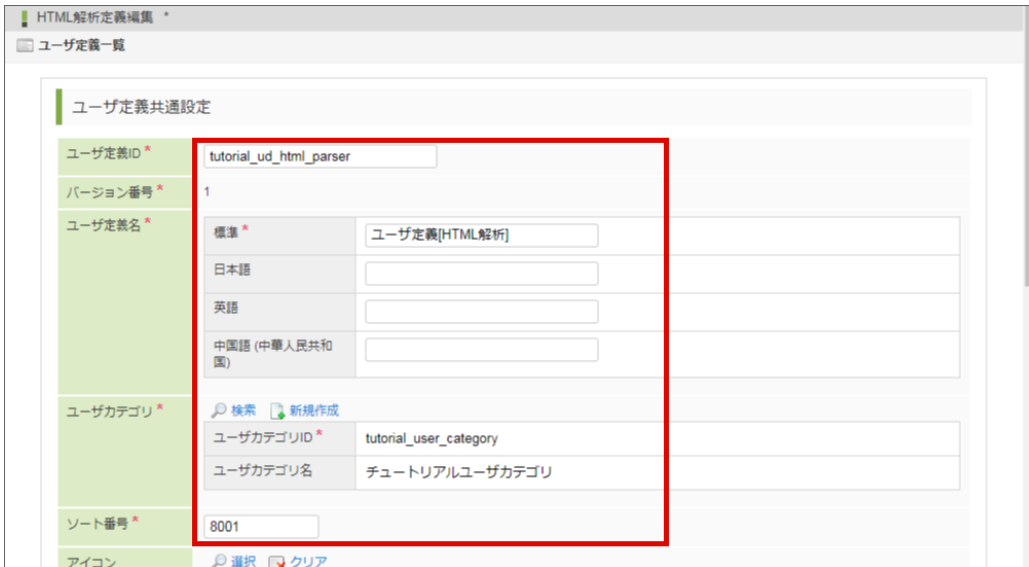 HTML解析定義編集 *
ユーザ定義一覧
ユーザ定義共通設定
ユーザ定義ID * tutorial_ud_html_parser
バージョン番号 * 1
ユーザ定義名 *
標準 * ユーザ定義[HTML解析]
日本語
英語
中国語 (中華人民共和
国)
ユーザカテゴリ * 検索 新規作成
ユーザカテゴリID * tutorial_user_category
ユーザカテゴリ名 チュートリアルユーザカテゴリ
ソート番号 * 8001
アイコン 選択 クリア